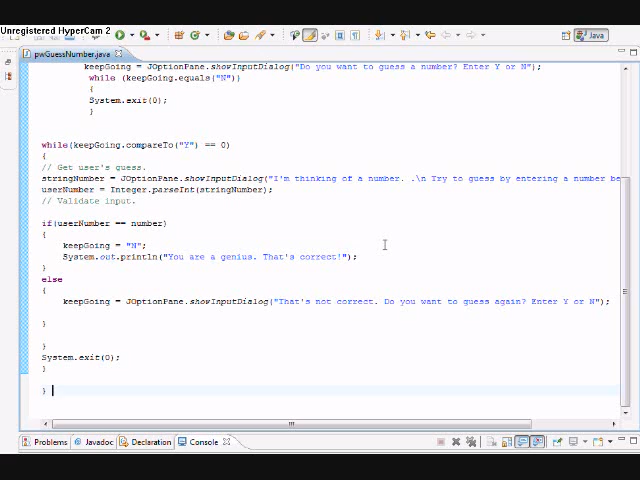 Unregistered HyperCam 2
Java
pwGuessNumber.java
keepGoing = JOptionPane.showInputDialog("Do you want to guess a number? Enter Y or N");
while (keepGoing.equals("N"))
{
System.exit(0);
}
while(keepGoing.compareTo("Y") == 0)
{
// Get user's guess.
stringNumber = JOptionPane.showInputDialog("I'm thinking of a number. .\n Try to guess by entering a number be
userNumber = Integer.parseInt(stringNumber);
// Validate input.
if(userNumber == number)
{
keepGoing = "N";
System.out.println("You are a genius. That's correct!");
}
else
{
keepGoing = JOptionPane.showInputDialog("That's not correct. Do you want to guess again? Enter Y or N");
}
}
System.exit(0);
}
}
Problems @ Javadoc Declaration Console